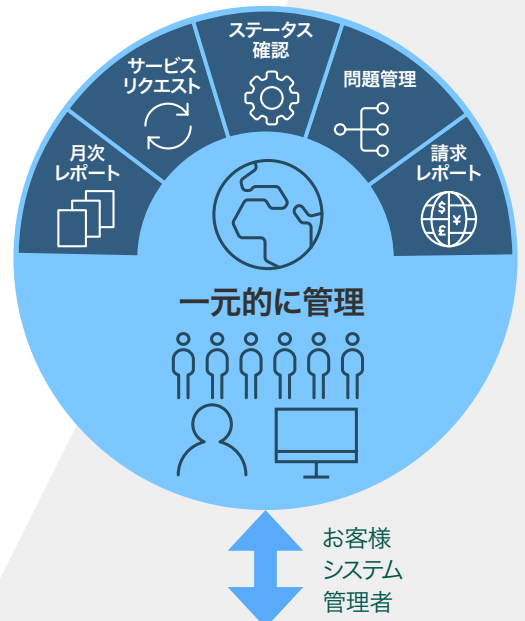 月次
レポート
サービス
リクエスト
ステータス
確認
問題管理
請求
レポート
$
¥
£
一元的に管理
お客様
システム
管理者